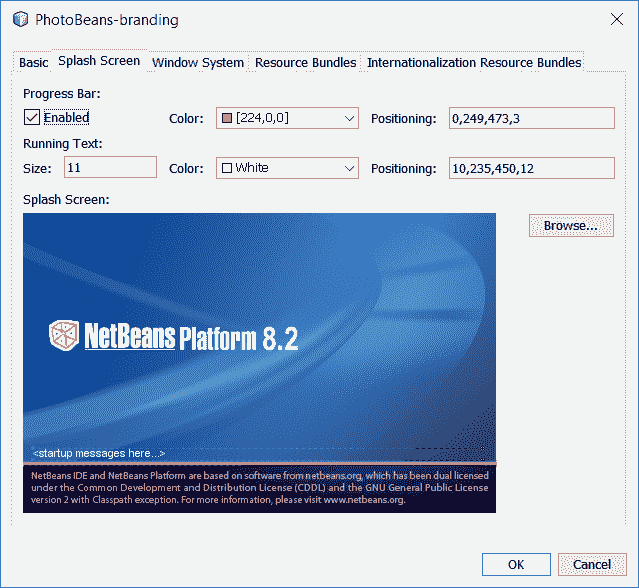 PhotoBeans-branding
Basic Splash Screen Window System Resource Bundles Internationalization Resource Bundles
Progress Bar:
Enabled Color: [224,0,0] Positioning: 0,249,473,3
Running Text:
Size: 11 Color: White Positioning: 10,235,450,12
Splash Screen:
Browse...
NetBeans Platform 8.2
<startup messages here...>
NetBeans IDE and NetBeans Platform are based on software from netbeans.org, which has been dual licensed
under the Common Development and Distribution License (CDDL) and the GNU General Public License
version 2 with Classpath exception. For more information, please visit www.netbeans.org.
OK Cancel